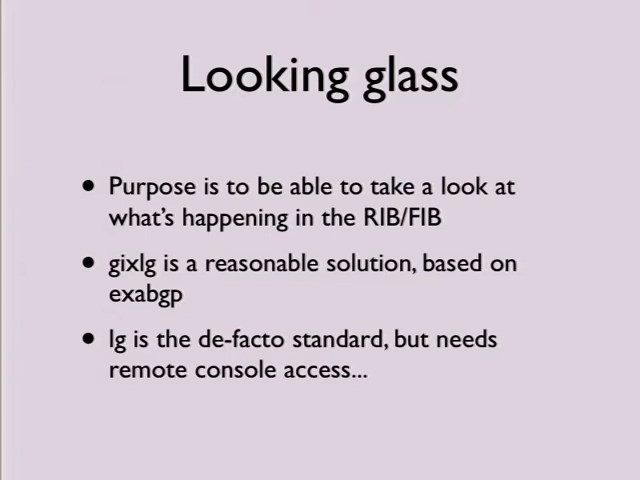 Looking glass
• Purpose is to be able to take a look at
what's happening in the RIB/FIB
• gixlg is a reasonable solution, based on
exabgp
• lg is the de-facto standard, but needs
remote console access...